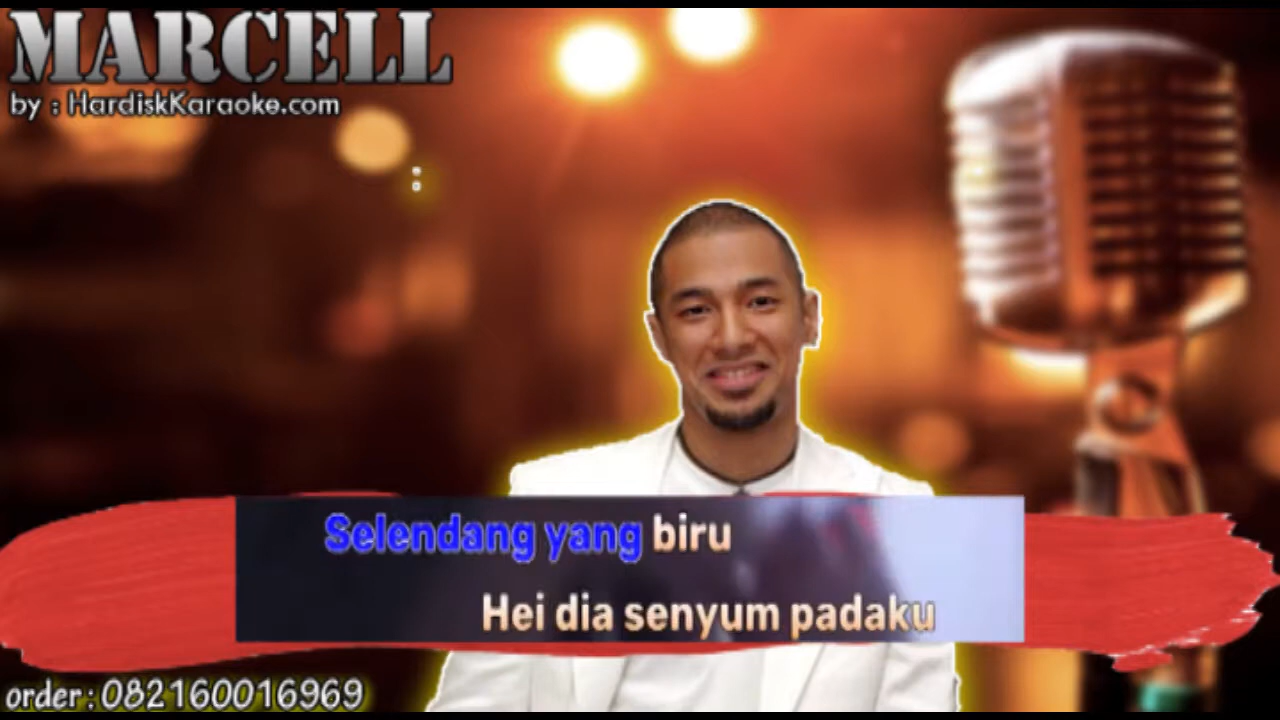 MARCELL
by : HardiskKaraoke.com
:
Selendang yang biru
Hei dia senyum padaku
order : 082160016969